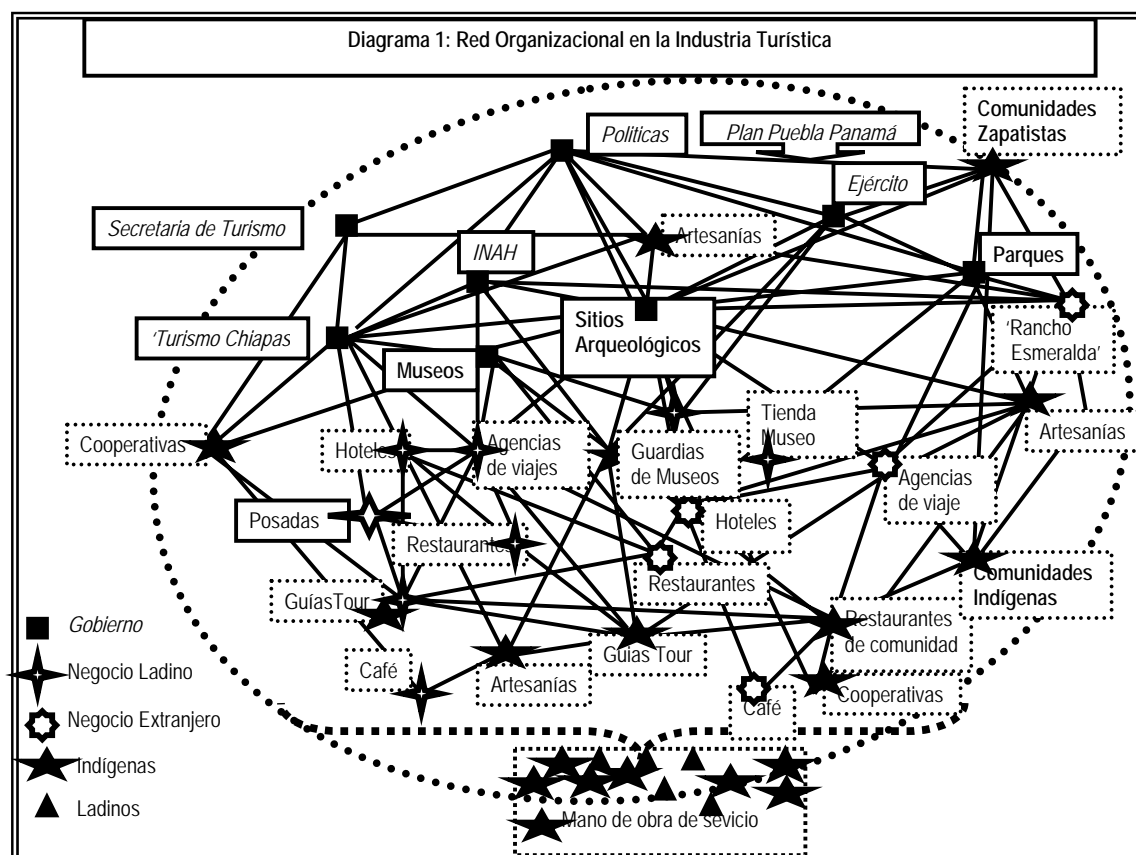 Diagrama 1: Red Organizacional en la Industria Turística
Comunidades
Zapatistas
Políticas
Plan Puebla Panamá
Ejército
Secretaria de Turismo
Artesanías
INAH
Parques
'Turismo Chiapas
Sitios
Arqueológicos
'Rancho
Esmeralda'
Museos
Cooperativas
Hoteles
Agencias
de viajes
Guardias
de Museos
Tienda
Museo
Artesanías
Agencias
de viaje
Posadas
Restaurantes
Hoteles
Restaurantes
Comunidades
Indígenas
GuíasTour
Restaurantes
de comunidad
Café
Artesanías
Guías Tour
Cooperativas
Café
Gobierno
Negocio Ladino
Negocio Extranjero
Indígenas
Ladinos
Mano de obra de sevicio